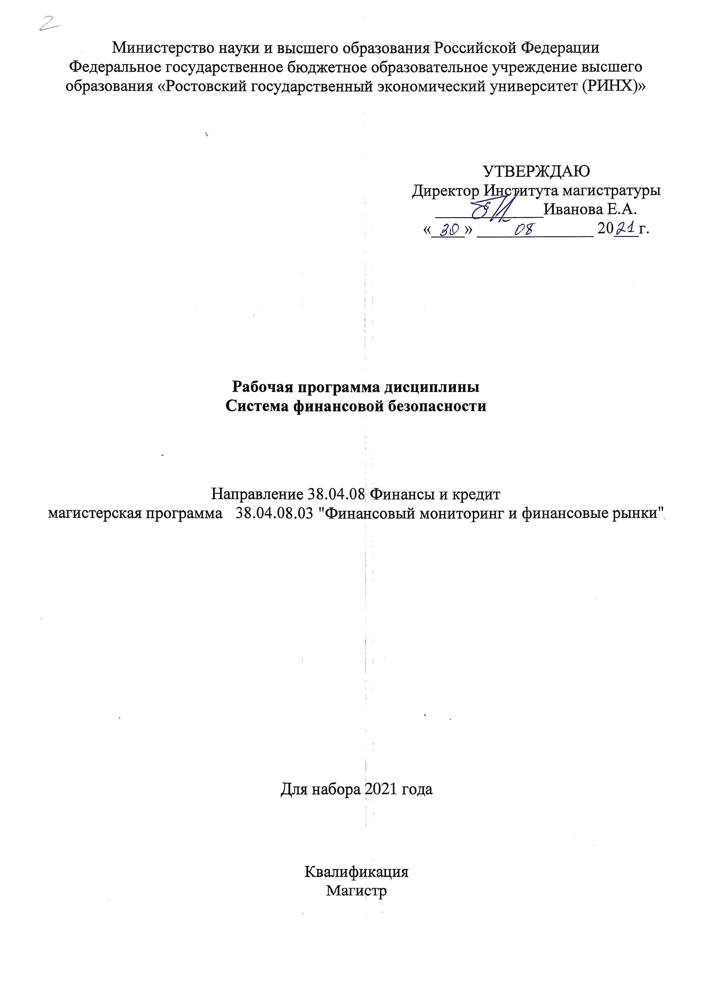 2
Министерство науки и высшего образования Российской Федерации
Федеральное государственное бюджетное образовательное учреждение высшего
образования «Ростовский государственный экономический университет (РИНХ)»
УТВЕРЖДАЮ
Директор Института магистратуры
Иванова Е.А.
«30» 08 2021г.
Рабочая программа дисциплины
Система финансовой безопасности
Направление 38.04.08 Финансы и кредит
магистерская программа 38.04.08.03 "Финансовый мониторинг и финансовые рынки"
Для набора 2021 года
Квалификация
Магистр